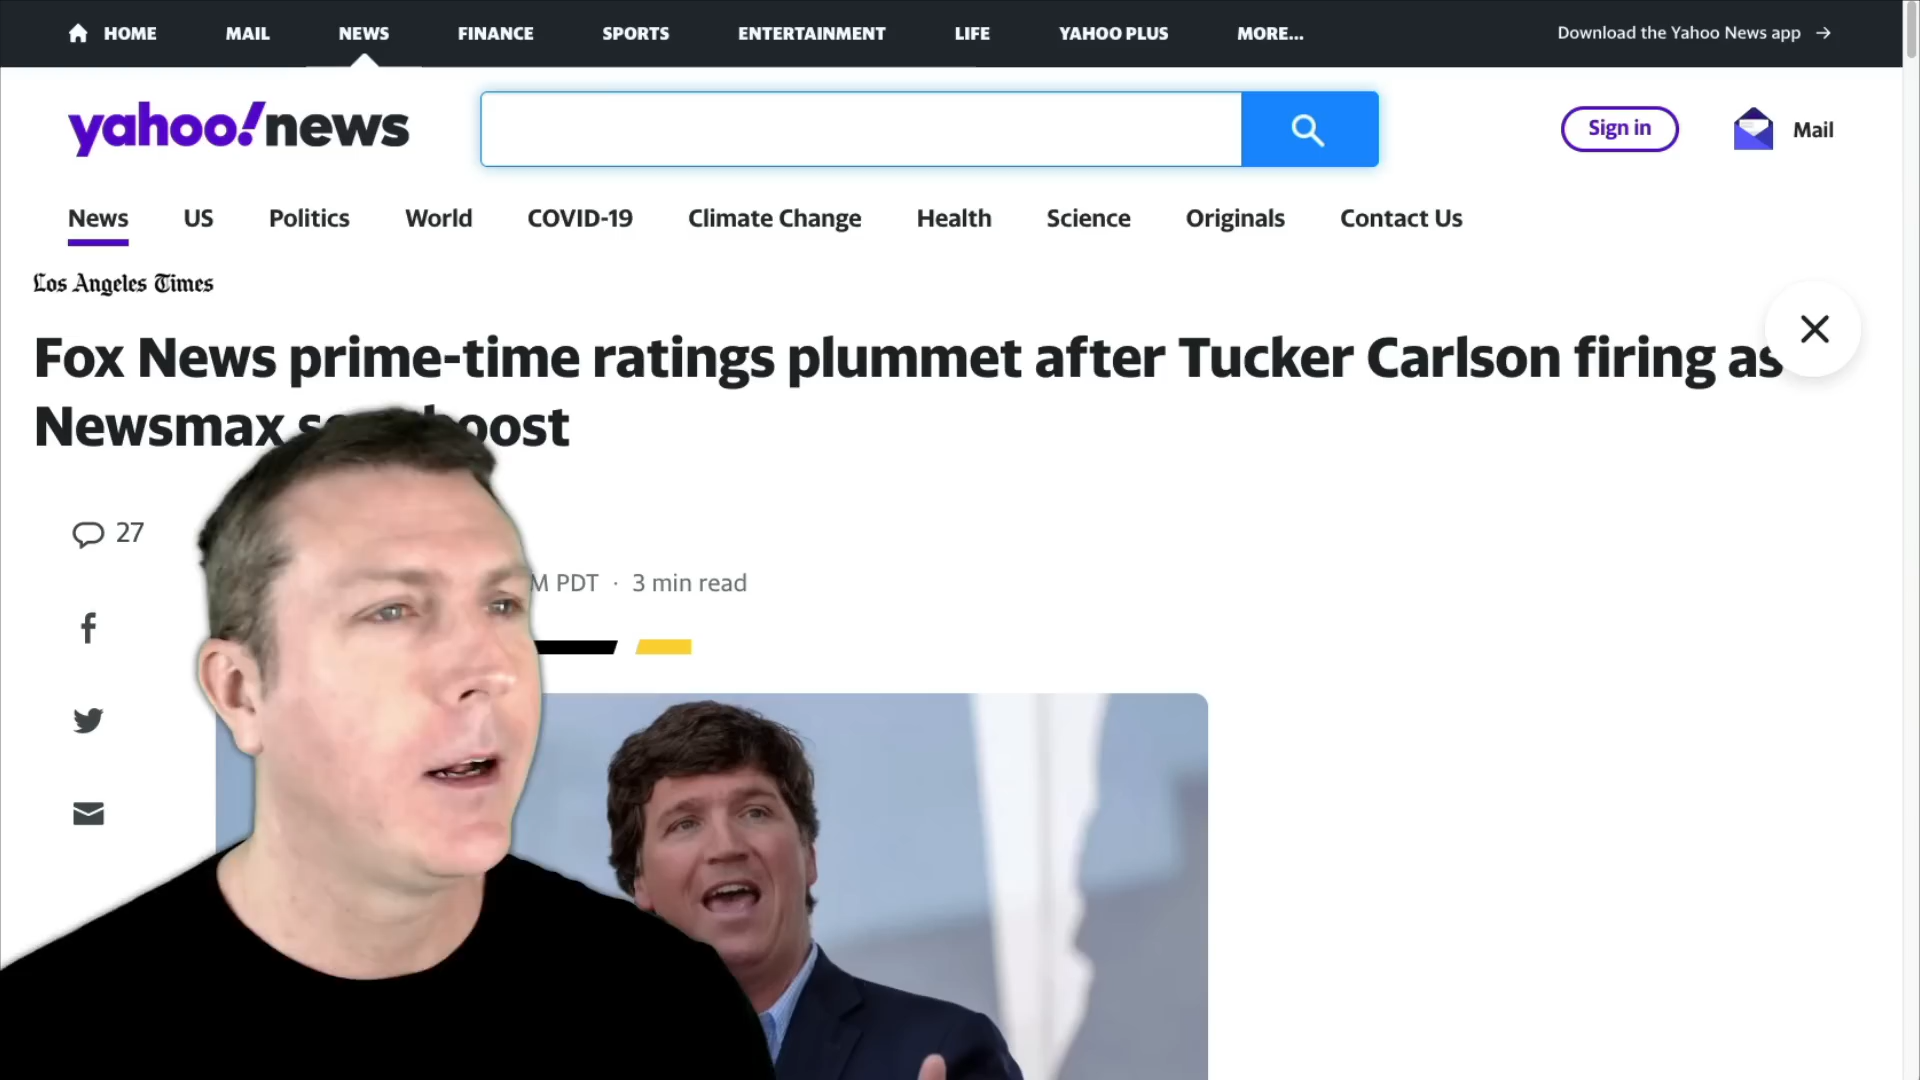 HOME MAIL NEWS FINANCE SPORTS ENTERTAINMENT LIFE YAHOO PLUS MORE... Download the Yahoo News app →
yahoo!news Sign in Mail
News US Politics World COVID-19 Climate Change Health Science Originals Contact Us
Los Angeles Times
Fox News prime-time ratings plummet after Tucker Carlson firing as
Newsmax
27
PDT · 3 min read